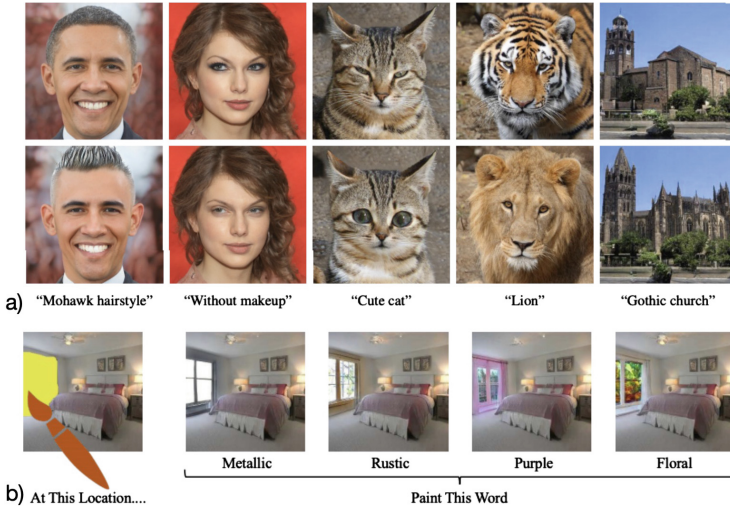 a) “Mohawk hairstyle” “Without makeup” “Cute cat” “Lion” “Gothic church”
Metallic Rustic Purple Floral
b) At This Location.... Paint This Word